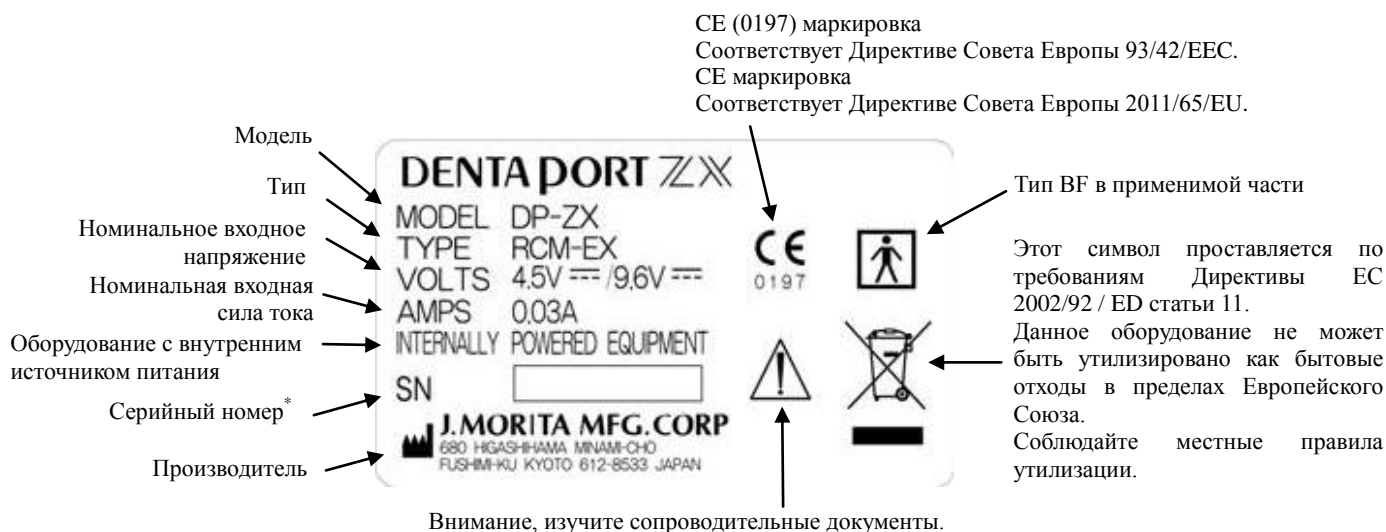 CE (0197) маркировка
Соответствует Директиве Совета Европы 93/42/EEC.
CE маркировка
Соответствует Директиве Совета Европы 2011/65/EU.
Модель
Тип
Номинальное входное
напряжение
Номинальная входная
сила тока
Оборудование с внутренним
источником питания
Серийный номер*
Производитель
DENTA PORT ZX
MODEL DP-ZX
TYPE RCM-EX
VOLTS 4.5V ⎓ /9.6V ⎓
AMPS 0.03A
INTERNALLY POWERED EQUIPMENT
SN
J.MORITA MFG.CORP
680 HIGASHIHAMA MINAMI-CHO
FUSHIMI-KU KYOTO 612-8533 JAPAN
CE
0197
Тип BF в применимой части
Этот символ проставляется по
требованиям Директивы ЕС
2002/92 / ED статьи 11.
Данное оборудование не может
быть утилизировано как бытовые
отходы в пределах Европейского
Союза.
Соблюдайте местные правила
утилизации.
Внимание, изучите сопроводительные документы.